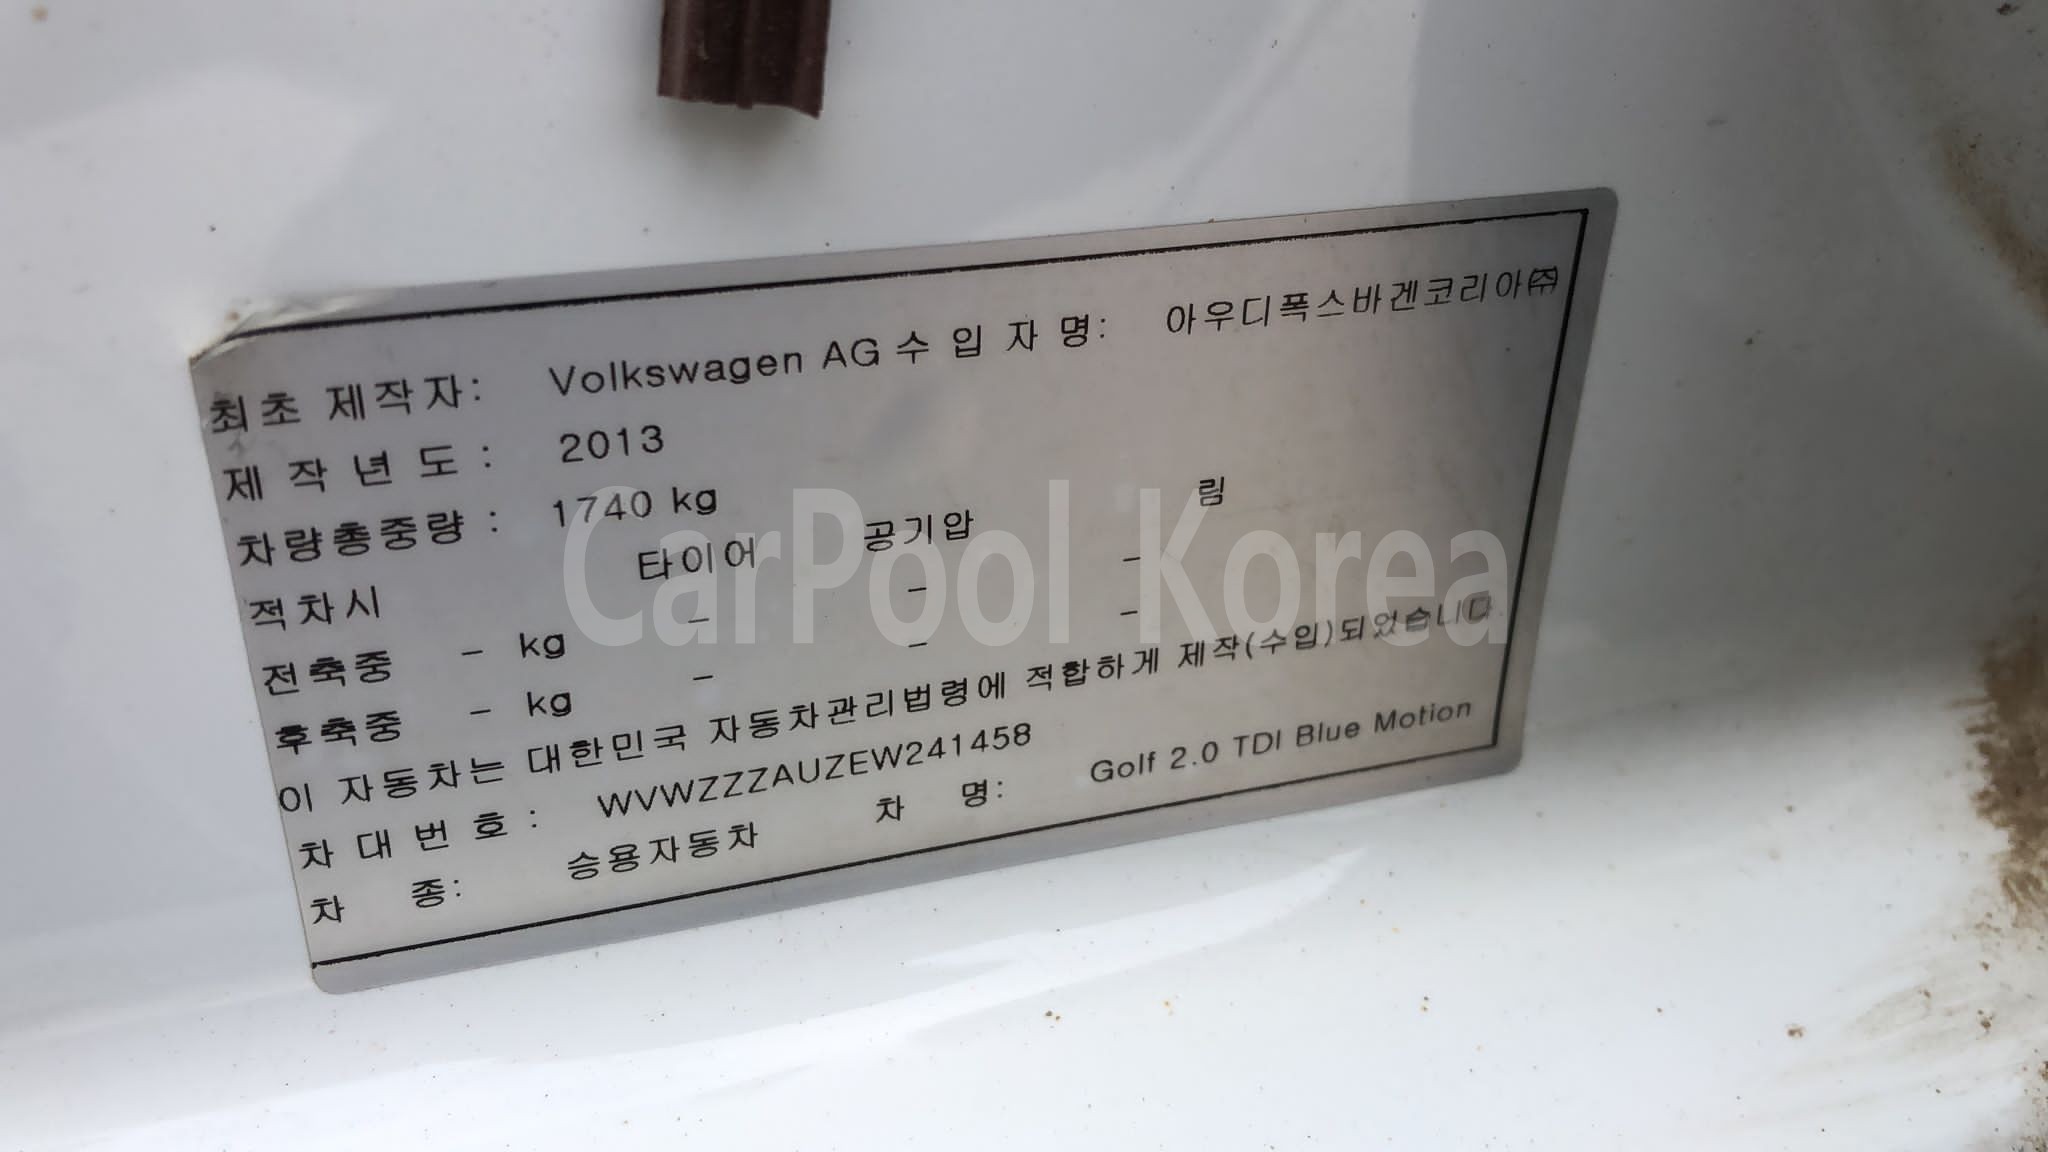 최초 제작자: Volkswagen AG 수 입 자 명: 아우디폭스바겐코리아㈜
제 작 년 도 : 2013
차량총중량 : 1740 kg
적차시 타이어 공기압 림
전축중 - kg - - -
후축중 - kg - - -
이 자동차는 대한민국 자동차관리법령에 적합하게 제작(수입)되었습니다
차 대 번 호 : WVWZZZAUZEW241458
차 종: 승용자동차 차 명: Golf 2.0 TDI Blue Motion
CarPool Korea